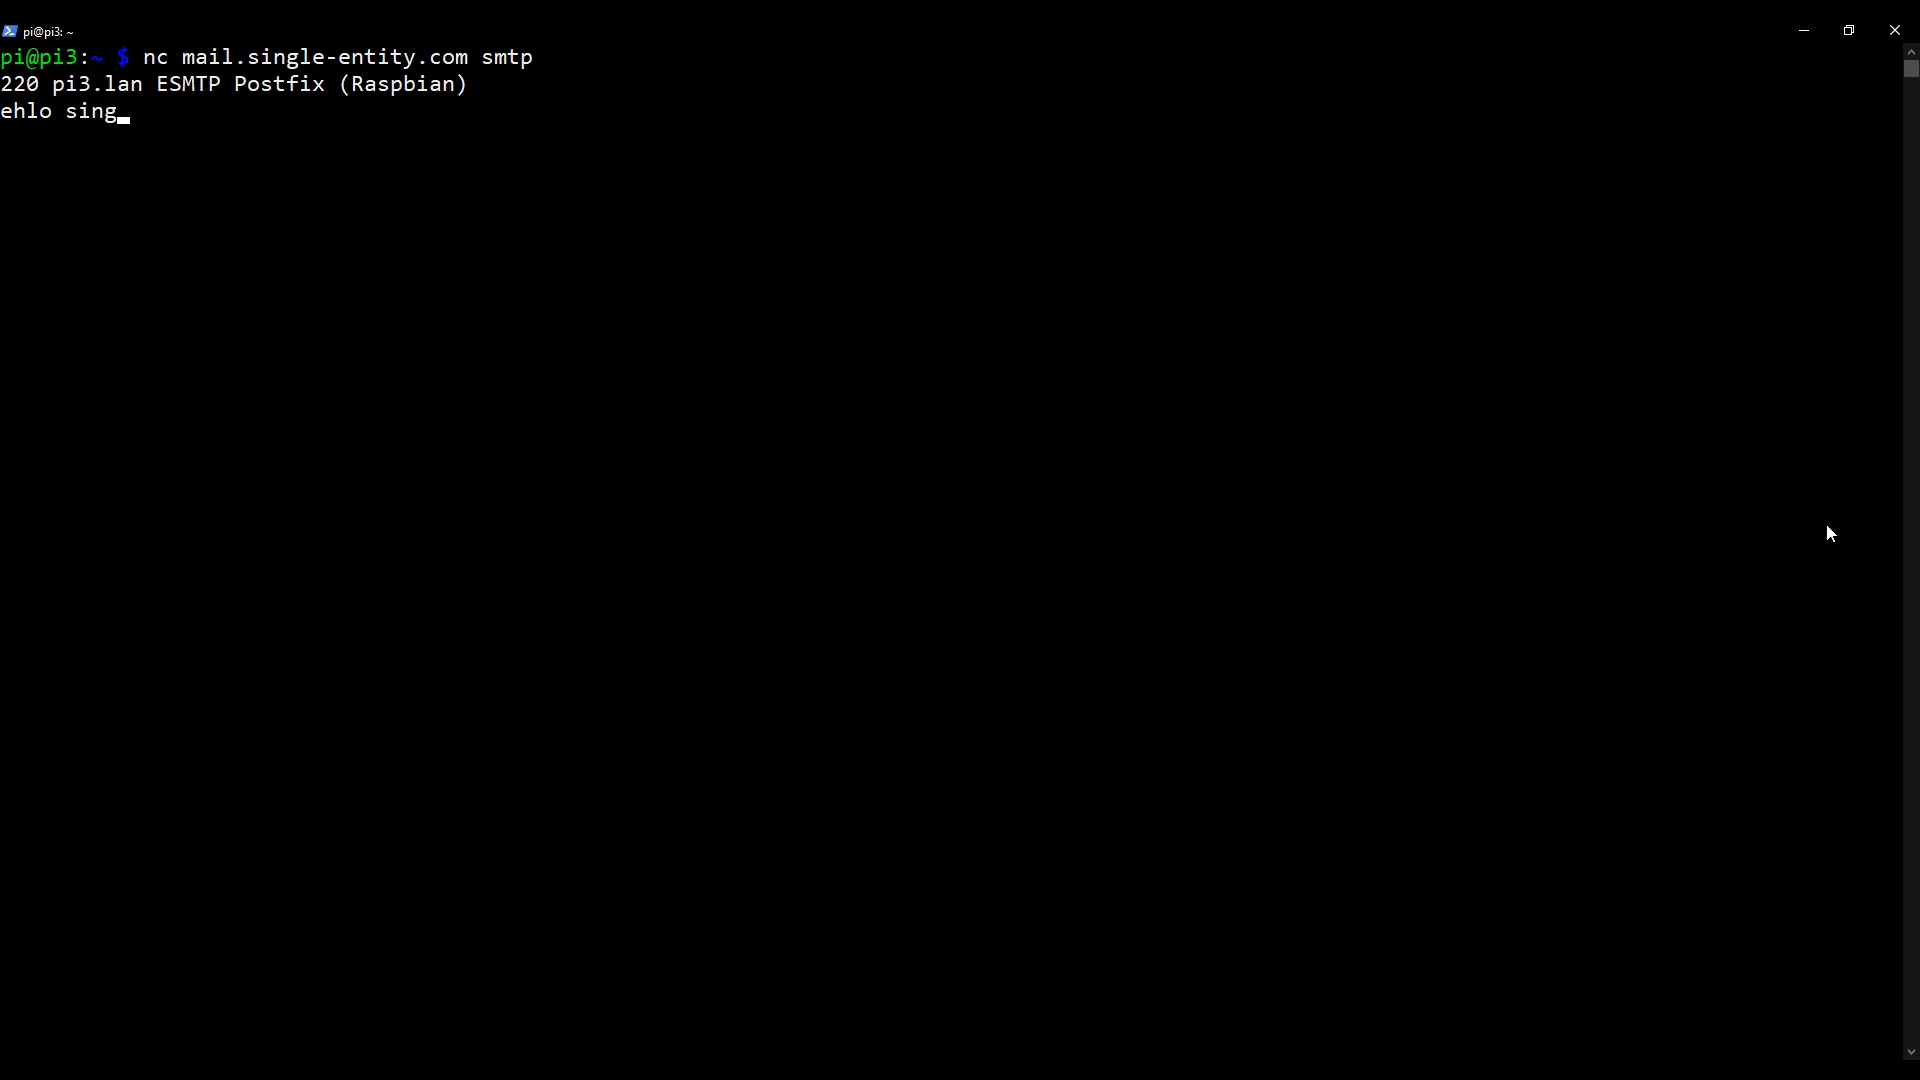 pi@pi3: ~
pi@pi3:~ $ nc mail.single-entity.com smtp
220 pi3.lan ESMTP Postfix (Raspbian)
ehlo sing